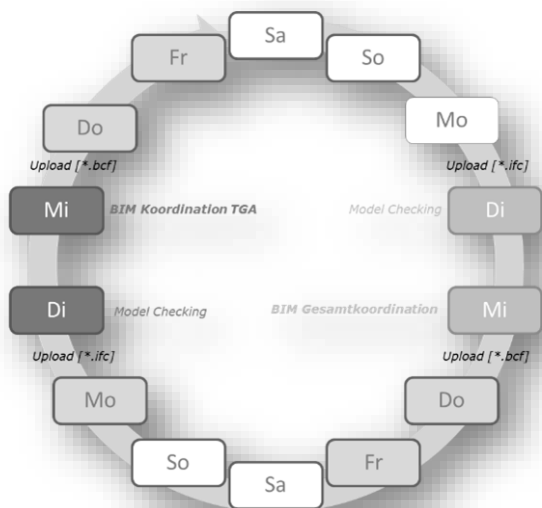 Sa
Fr
So
Do
Mo
Upload [*.bcf]
Upload [*.ifc]
Mi
BIM Koordination TGA
Model Checking
Di
Di
Model Checking
BIM Gesamtkoordination
Mi
Upload [*.ifc]
Upload [*.bcf]
Mo
Do
So
Fr
Sa